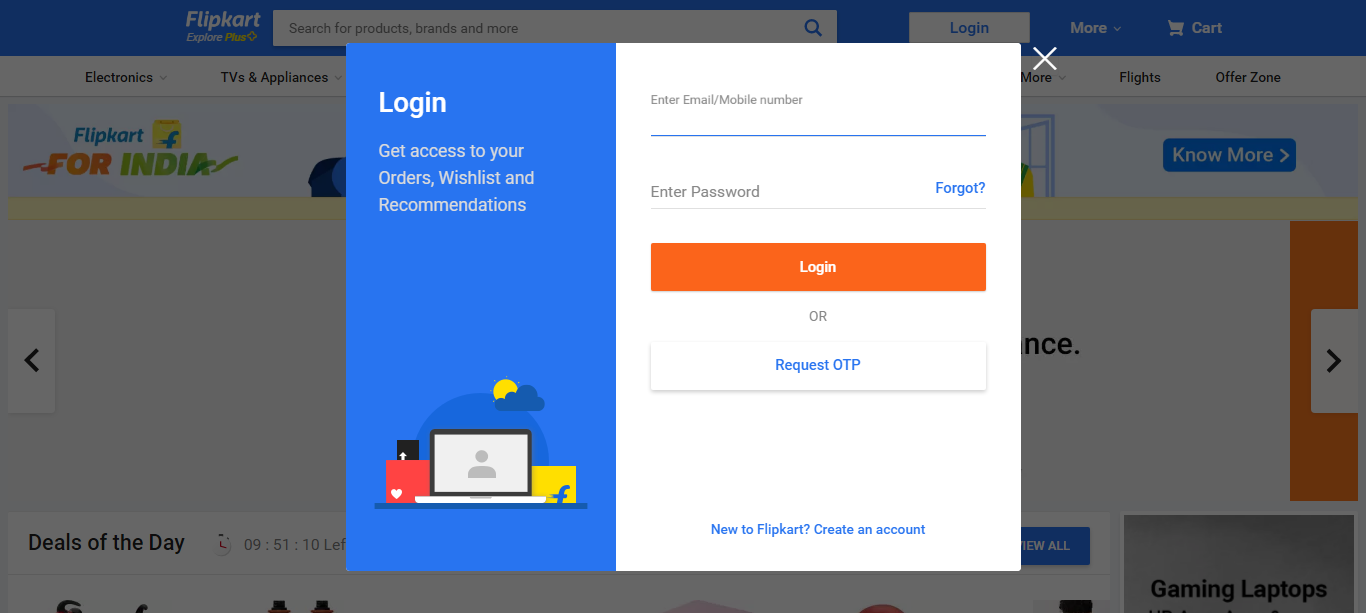 Flipkart
Explore Plus
Search for products, brands and more
Login
More
Cart
Electronics
TVs & Appliances
More
Flights
Offer Zone
Flipkart
FOR INDIA
Know More
Login
Get access to your
Orders, Wishlist and
Recommendations
Enter Email/Mobile number
Enter Password
Forgot?
Login
OR
Request OTP
New to Flipkart? Create an account
nce.
Deals of the Day
09 : 51 : 10 Lef
VIEW ALL
Gaming Laptops